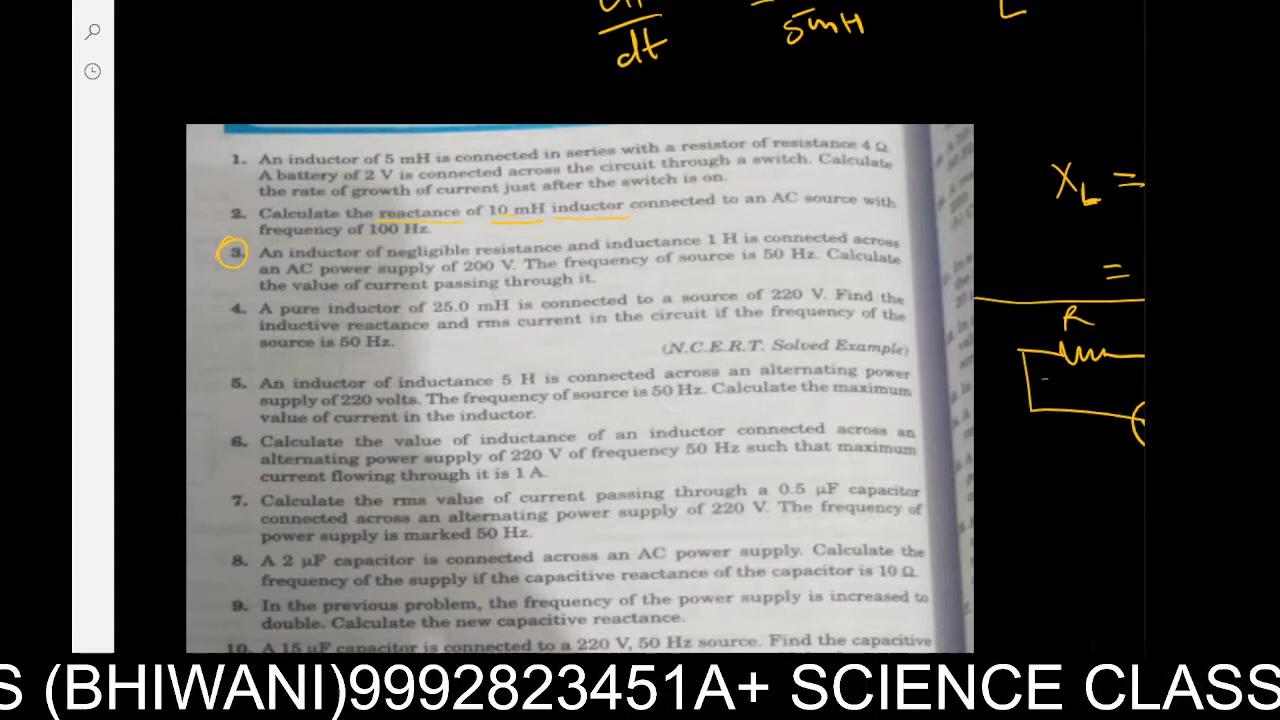 dt
5mH
L
1. An inductor of 5 mH is connected in series with a resistor of resistance 4 Ω
A battery of 2 V is connected across the circuit through a switch. Calculate
the rate of growth of current just after the switch is on.
2. Calculate the reactance of 10 mH inductor connected to an AC source with
frequency of 100 Hz.
3. An inductor of negligible resistance and inductance 1 H is connected across
an AC power supply of 200 V. The frequency of source is 50 Hz. Calculate
the value of current passing through it.
4. A pure inductor of 25.0 mH is connected to a source of 220 V. Find the
inductive reactance and rms current in the circuit if the frequency of the
source is 50 Hz.
(N.C.E.R.T. Solved Example)
5. An inductor of inductance 5 H is connected across an alternating power
supply of 220 volts. The frequency of source is 50 Hz. Calculate the maximum
value of current in the inductor.
6. Calculate the value of inductance of an inductor connected across an
alternating power supply of 220 V of frequency 50 Hz such that maximum
current flowing through it is 1 A.
7. Calculate the rms value of current passing through a 0.5 µF capacitor
connected across an alternating power supply of 220 V. The frequency of
power supply is marked 50 Hz.
8. A 2 µF capacitor is connected across an AC power supply. Calculate the
frequency of the supply if the capacitive reactance of the capacitor is 10 Ω
9. In the previous problem, the frequency of the power supply is increased to
double. Calculate the new capacitive reactance.
10. A 15 µF capacitor is connected to a 220 V, 50 Hz source. Find the capacitive
X_L =
=
R
S (BHIWANI)9992823451A+ SCIENCE CLASS